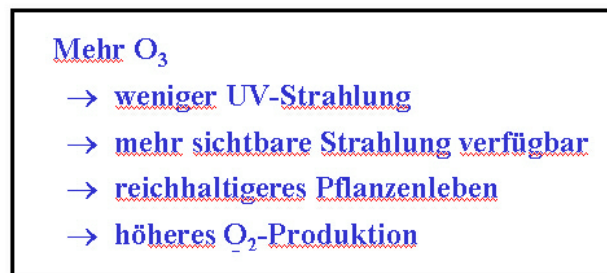 Mehr O₃
→ weniger UV-Strahlung
→ mehr sichtbare Strahlung verfügbar
→ reichhaltigeres Pflanzenleben
→ höheres O₂-Produktion